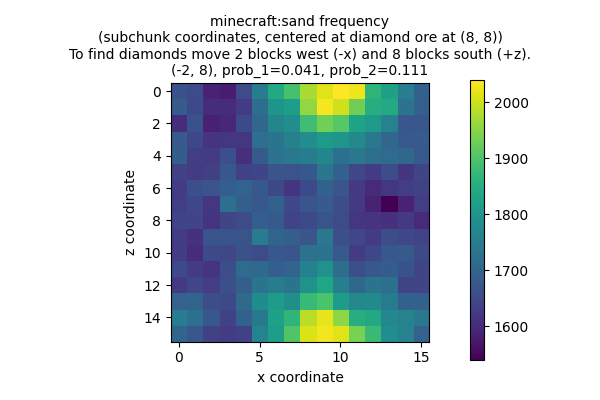 minecraft:sand frequency
(subchunk coordinates, centered at diamond ore at (8, 8))
To find diamonds move 2 blocks west (-x) and 8 blocks south (+z).
(-2, 8), prob_1=0.041, prob_2=0.111
0
2
4
6
8
10
12
14
z coordinate
0
5
10
15
x coordinate
2000
1900
1800
1700
1600